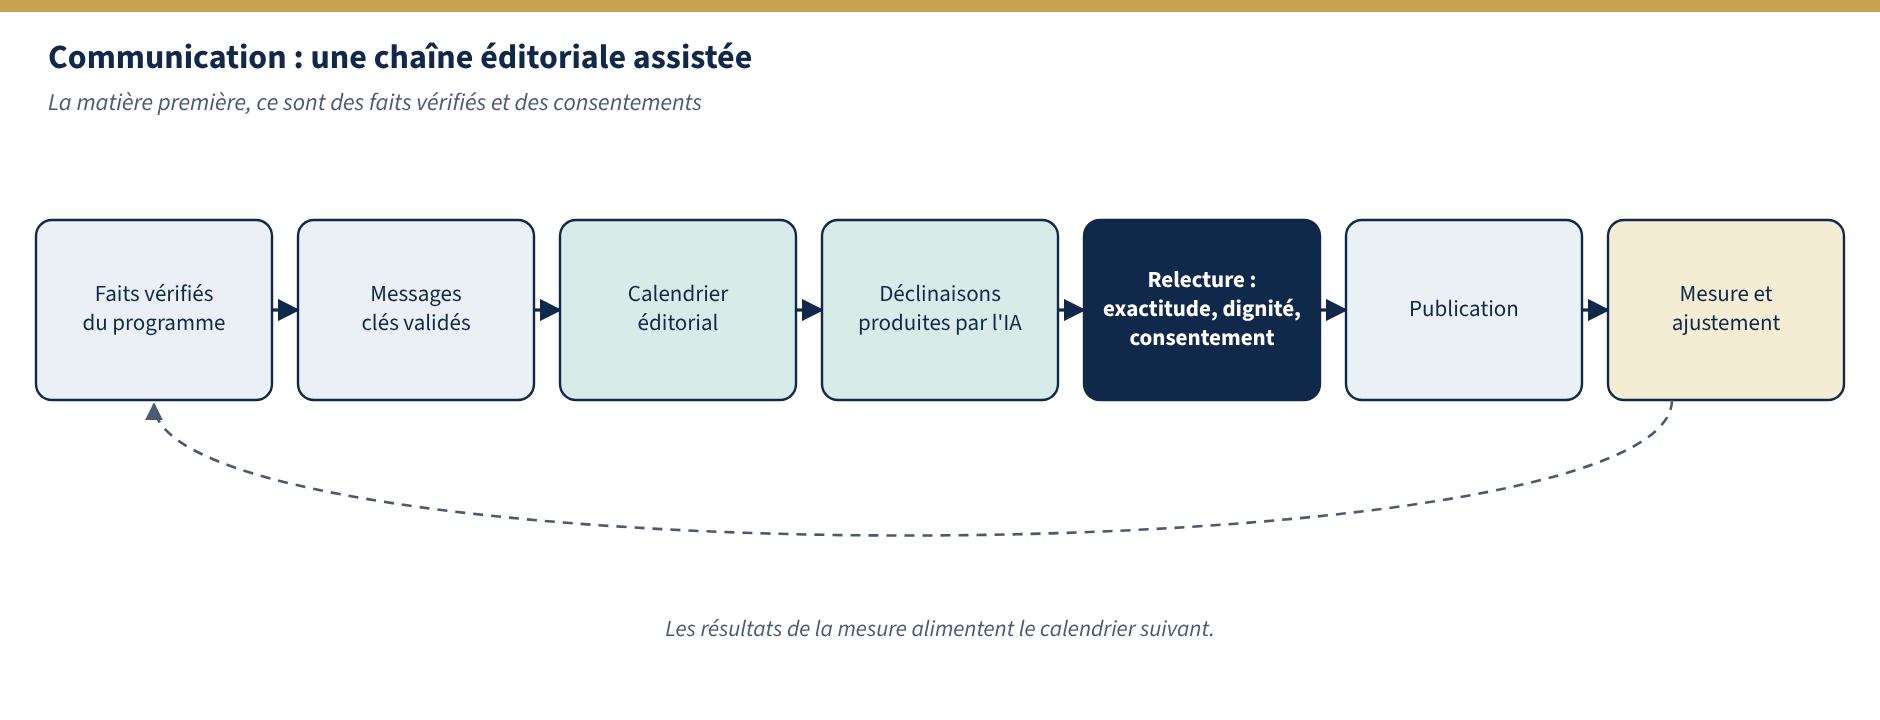 Communication : une chaîne éditoriale assistée
La matière première, ce sont des faits vérifiés et des consentements
Faits vérifiés
du programme
Messages
clés validés
Calendrier
éditorial
Déclinaisons
produites par l'IA
Relecture :
exactitude, dignité,
consentement
Publication
Mesure et
ajustement
Les résultats de la mesure alimentent le calendrier suivant.